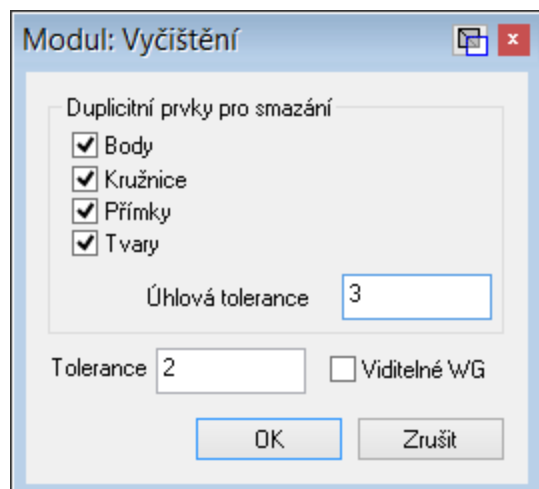 Modul: Vyčištění
Duplicitní prvky pro smazání
Body
Kružnice
Přímky
Tvary
Úhlová tolerance 3
Tolerance 2 Viditelné WG
OK Zrušit